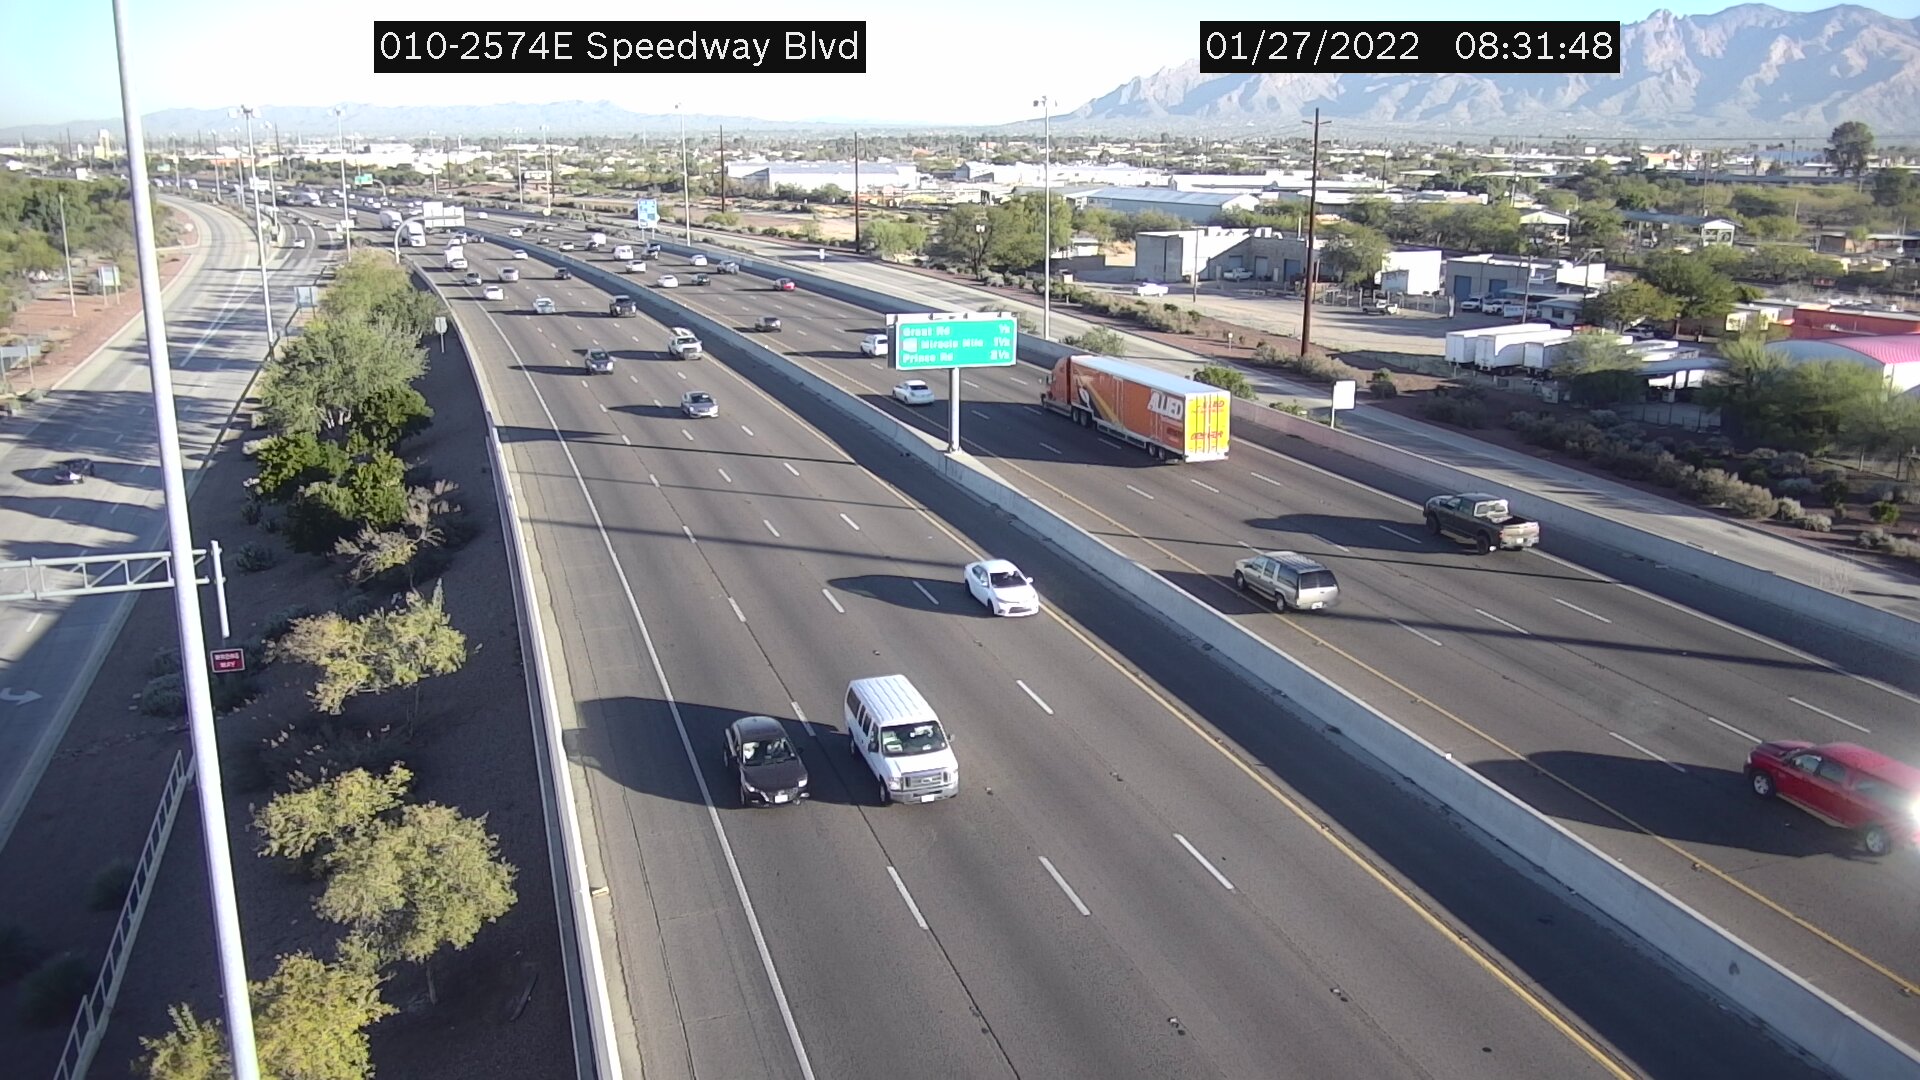 010-2574E Speedway Blvd
01/27/2022 08:31:48
Grant Rd
Miracle Mile
Prince Rd
ALLIED
WRONG
WAY